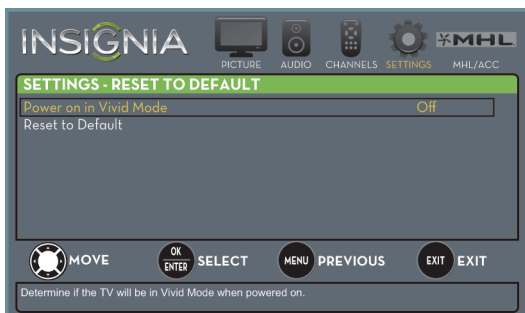 INSIGNIA
PICTURE AUDIO CHANNELS SETTINGS MHL/ACC
MHL
SETTINGS - RESET TO DEFAULT
Power on in Vivid Mode Off
Reset to Default
MOVE OK ENTER SELECT MENU PREVIOUS EXIT EXIT
Determine if the TV will be in Vivid Mode when powered on.